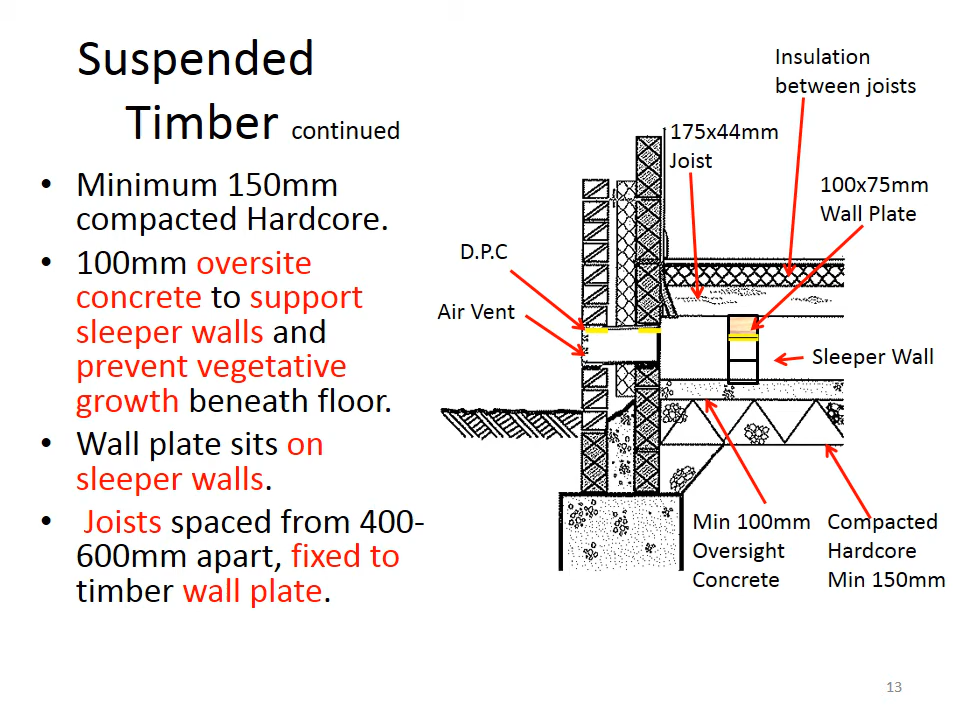 Suspended
Timber continued
• Minimum 150mm
compacted Hardcore.
• 100mm oversite
concrete to support
sleeper walls and
prevent vegetative
growth beneath floor.
• Wall plate sits on
sleeper walls.
• Joists spaced from 400-
600mm apart, fixed to
timber wall plate.
Insulation
between joists
175x44mm
Joist
100x75mm
Wall Plate
D.P.C
Air Vent
Sleeper Wall
Min 100mm
Oversight
Concrete
Compacted
Hardcore
Min 150mm
13